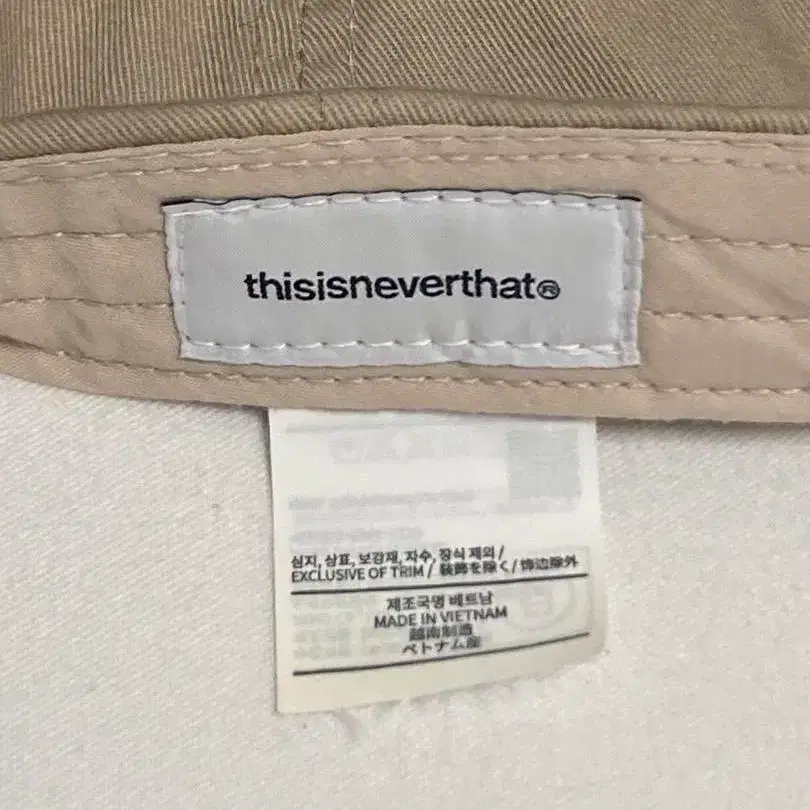 thisisneverthat®
심지, 상표, 보강재, 자수, 장식 제외 /
EXCLUSIVE OF TRIM / 装飾を除く / 饰边除外
제조국명 베트남
MADE IN VIETNAM
越南制造
ベトナム産